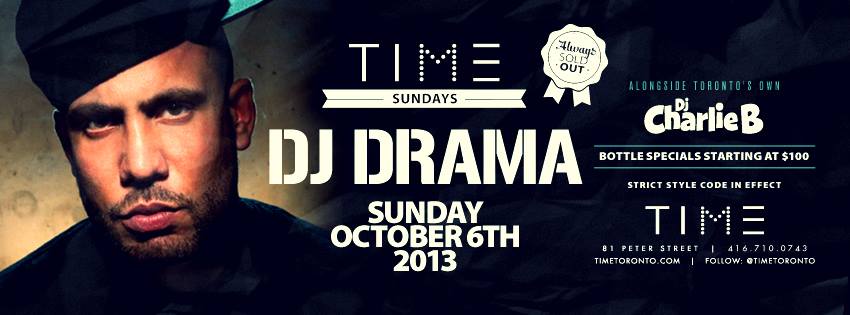 TIME
SUNDAYS
Always
SOLD
OUT
DJ DRAMA
SUNDAY
OCTOBER 6TH
2013
ALONGSIDE TORONTO'S OWN
Dj
Charlie B
BOTTLE SPECIALS STARTING AT $100
STRICT STYLE CODE IN EFFECT
TIME
81 PETER STREET | 416.710.0743
TIMETORONTO.COM | FOLLOW: @TIMETORONTO